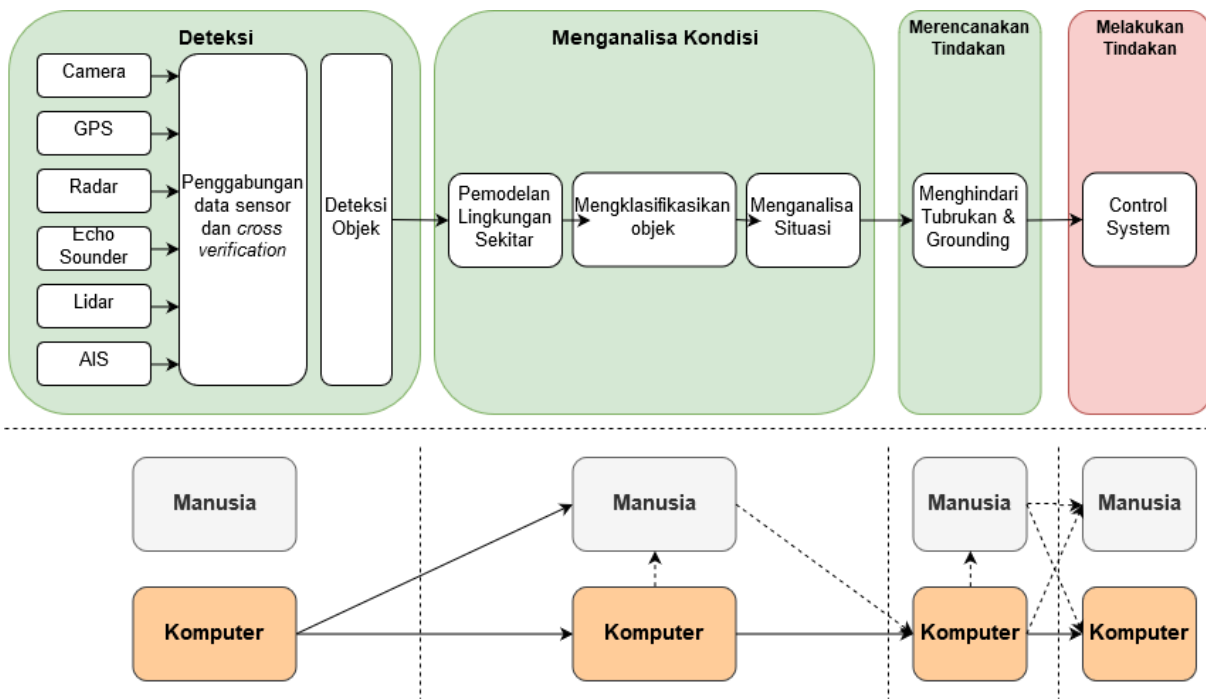 Deteksi
Camera
GPS
Radar
Echo
Sounder
Lidar
AIS
Penggabungan
data sensor
dan cross
verification
Deteksi
Objek
Menganalisa Kondisi
Pemodelan
Lingkungan
Sekitar
Mengklasifikasikan
objek
Menganalisa
Situasi
Merencanakan
Tindakan
Menghindari
Tubrukan &
Grounding
Melakukan
Tindakan
Control
System
Manusia
Manusia
Manusia
Manusia
Komputer
Komputer
Komputer
Komputer